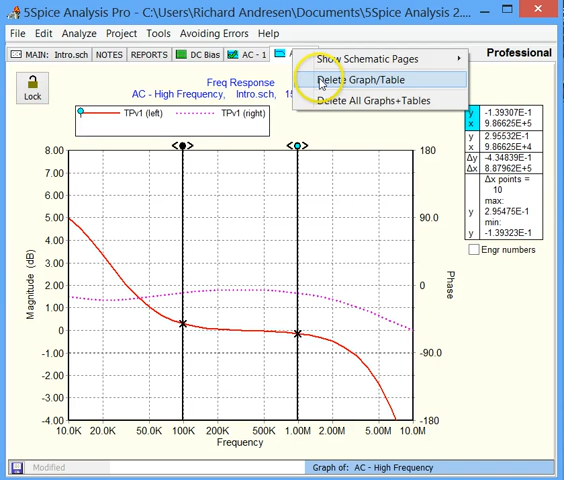 5Spice Analysis Pro - C:\Users\Richard Andresen\Documents\5Spice Analysis 2....
File Edit Analyze Project Tools Avoiding Errors Help
MAIN: Intro.sch NOTES REPORTS DC Bias AC - 1
Professional
Show Schematic Pages
Delete Graph/Table
Delete All Graphs+Tables
Lock
Freq Response
AC - High Frequency, Intro.sch,
TPv1 (left) TPv1 (right)
y -1.39307E-1
x 9.86625E+5
y 2.95532E-1
x 9.86625E+4
Δy -4.34839E-1
Δx 8.87962E+5
Δx points =
10
max:
y 2.95475E-1
min:
y -1.39323E-1
Engr numbers
8.00
7.00
6.00
5.00
4.00
3.00
2.00
1.00
0
-1.00
-2.00
-3.00
-4.00
Magnitude (dB)
180
90.0
0
-90.0
-180
Phase
10.0K 20.0K 50.0K 100K 200K 500K 1.00M 2.00M 5.00M 10.0M
Frequency
Modified
Graph of: AC - High Frequency